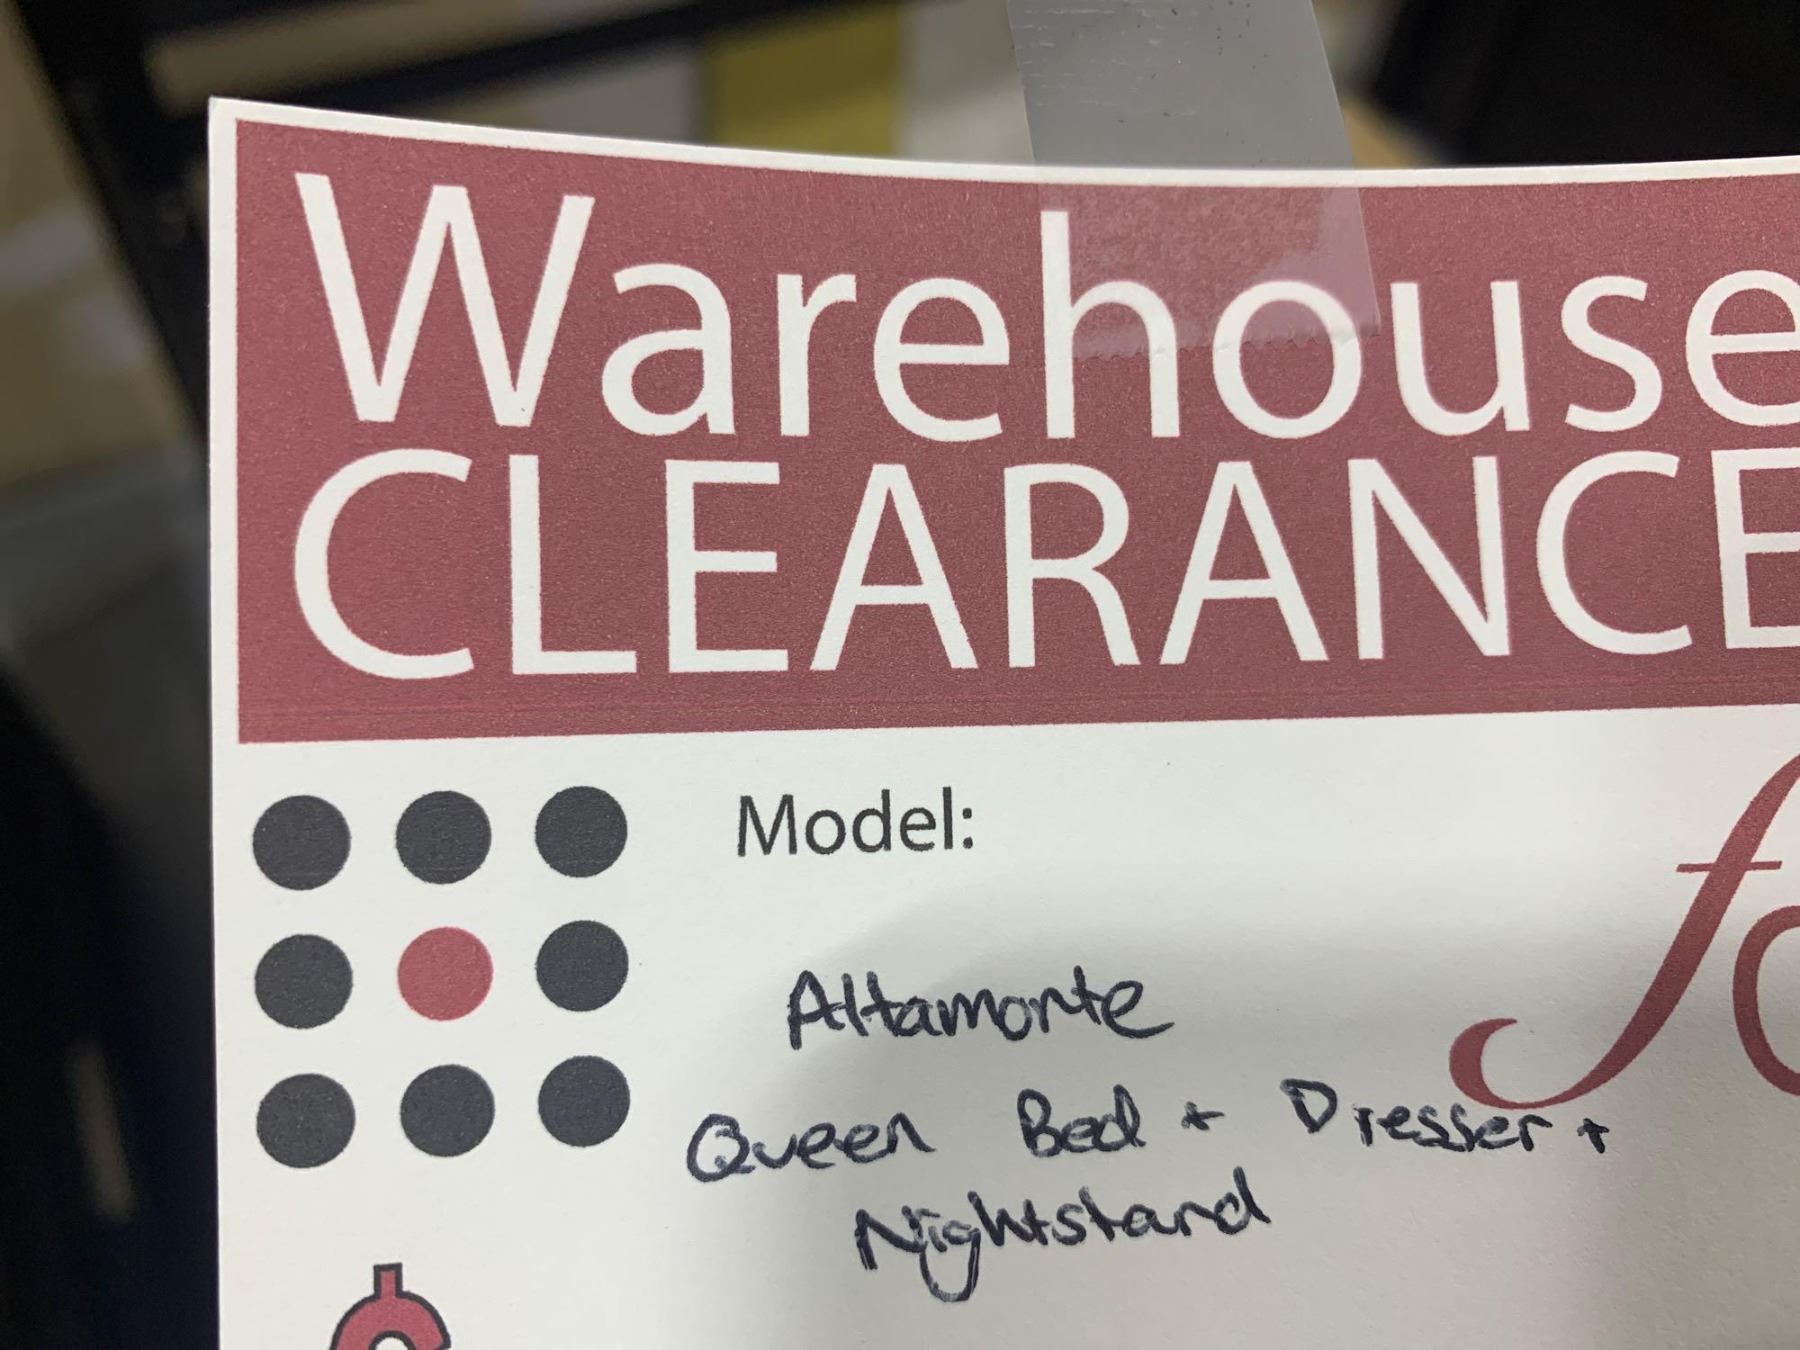 Warehouse
CLEARANCE
Model:
Altamonte
Queen Bed + Dresser +
Nightstand
$